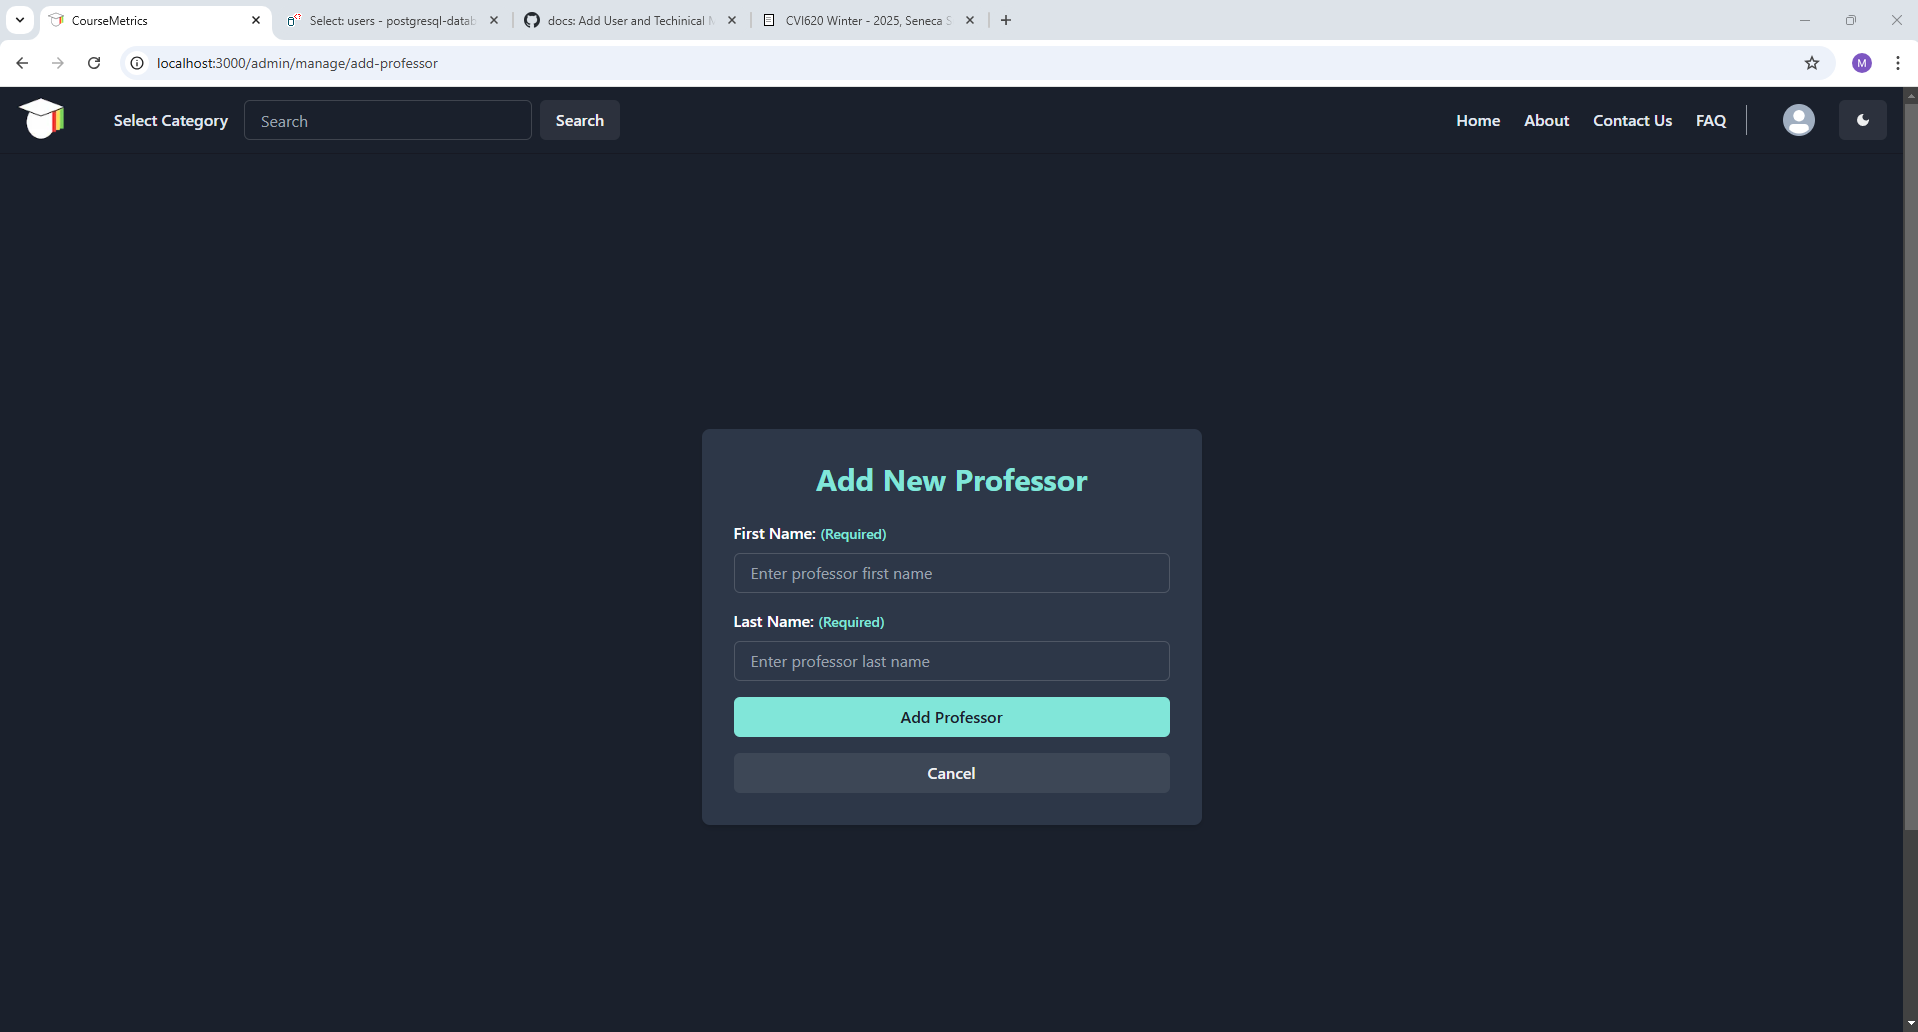 CourseMetrics
Select: users - postgresql-datab
docs: Add User and Techinical M
CVI620 Winter - 2025, Seneca S
localhost:3000/admin/manage/add-professor
M
Select Category
Search
Search
Home
About
Contact Us
FAQ
Add New Professor
First Name: (Required)
Enter professor first name
Last Name: (Required)
Enter professor last name
Add Professor
Cancel